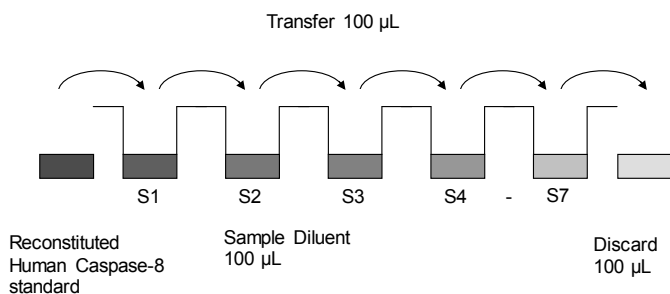 Transfer 100 µL
S1 S2 S3 S4 - S7
Reconstituted
Human Caspase-8
standard
Sample Diluent
100 µL
Discard
100 µL